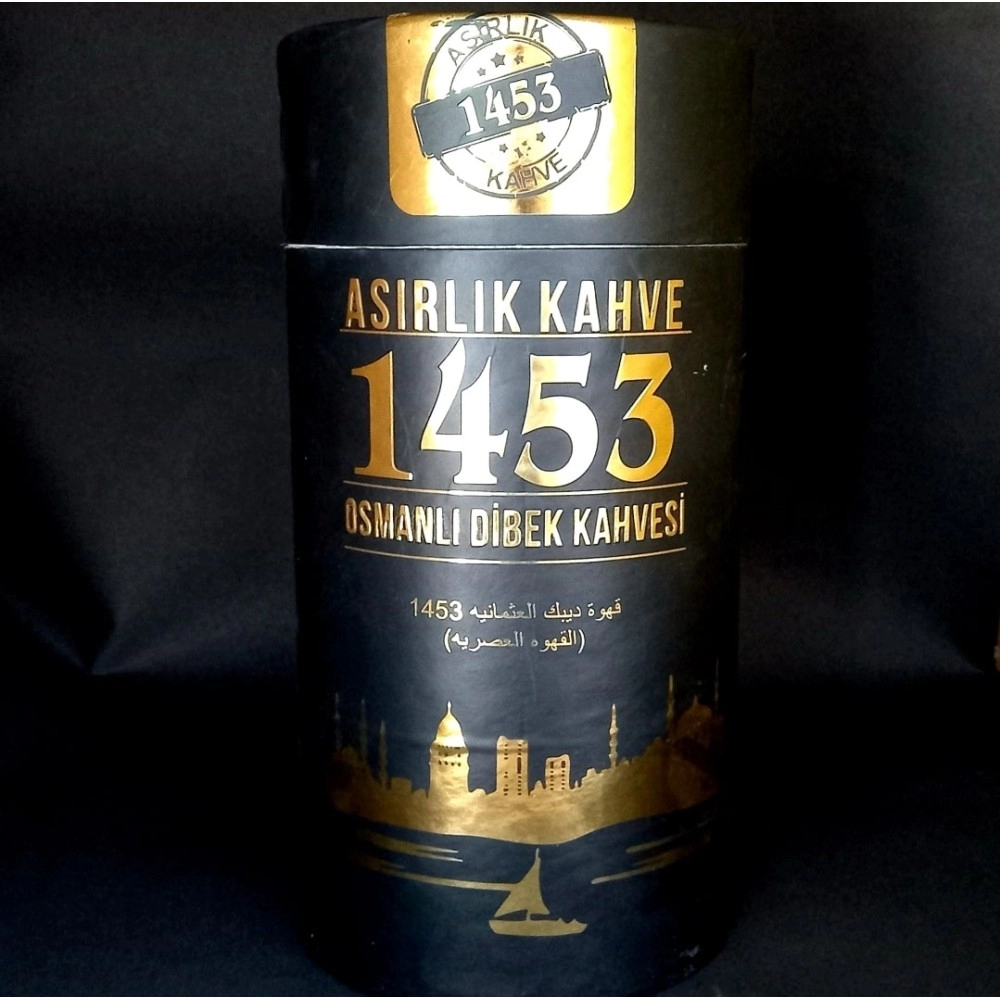 ASIRLIK
1453
KAHVE
ASIRLIK KAHVE
1453
OSMANLI DİBEK KAHVESİ
قهوة ديبك العثمانيه 1453
(القهوه العصريه)